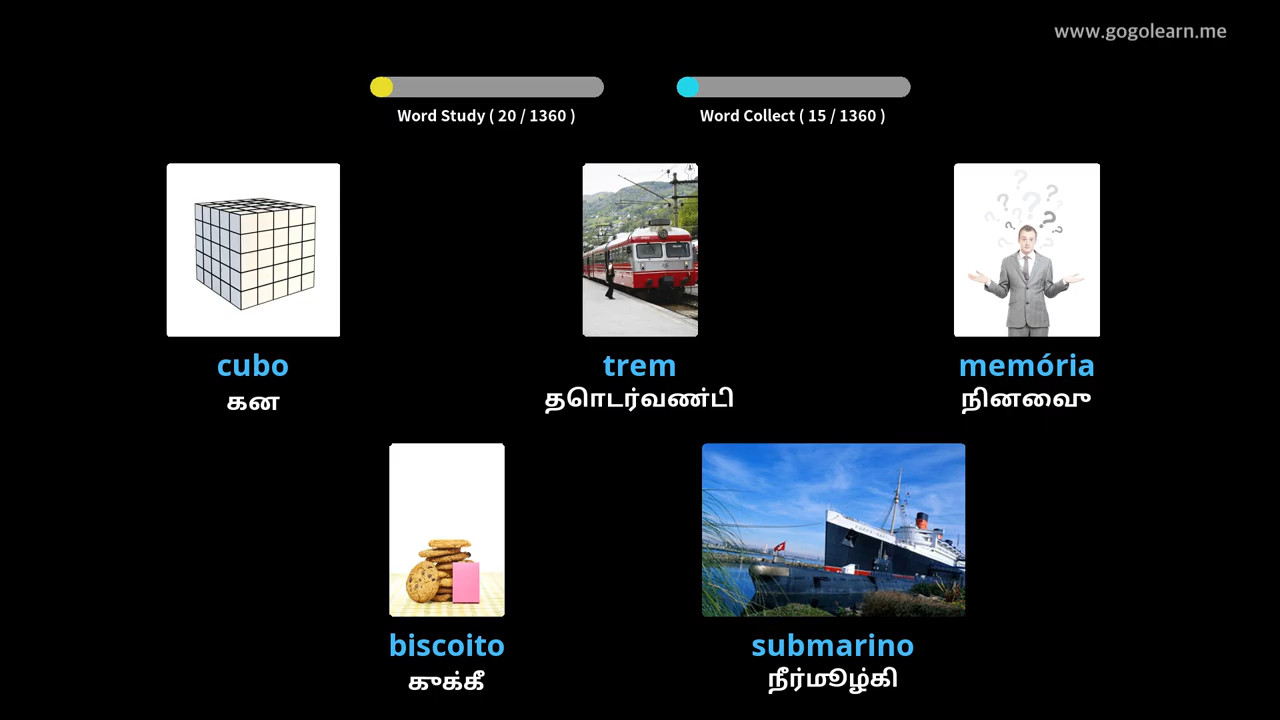 www.gogolearn.me
Word Study ( 20 / 1360 )
Word Collect ( 15 / 1360 )
cubo
கன
trem
தொடர்வண்டி
memória
நினைவு
biscoito
குக்கீ
submarino
நீர்மூழ்கி